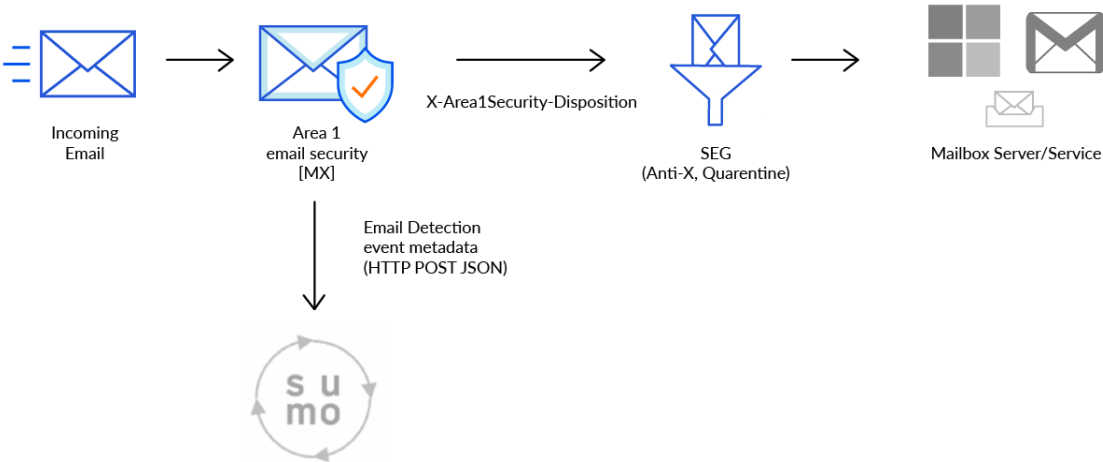 Incoming
Email
Area 1
email security
[MX]
X-Area1Security-Disposition
SEG
(Anti-X, Quarentine)
Mailbox Server/Service
Email Detection
event metadata
(HTTP POST JSON)
su
mo